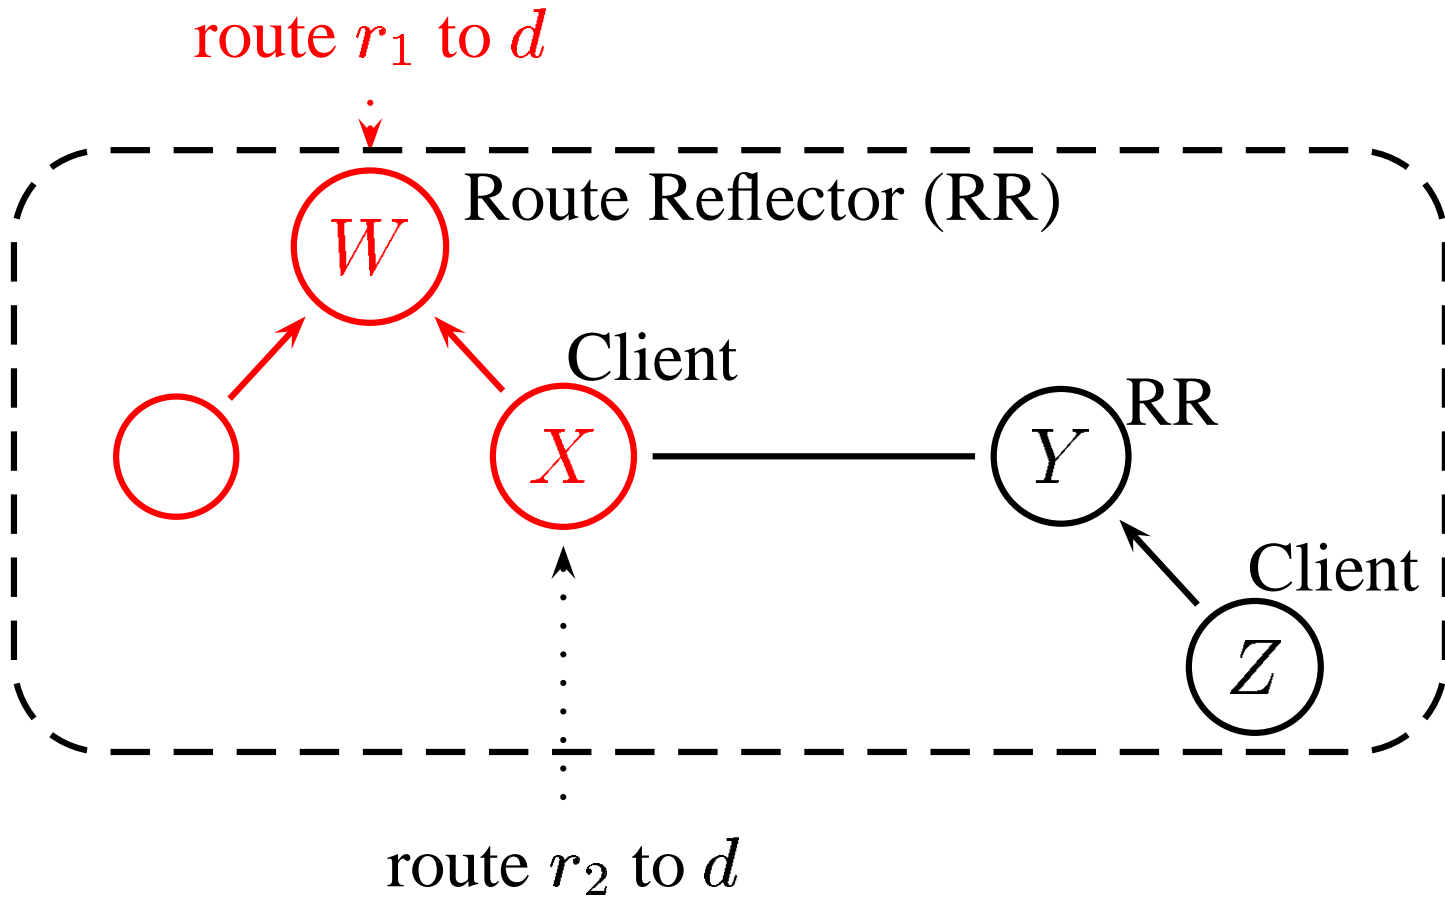 route r₁ to d
W
Route Reflector (RR)
Client
X
Y
RR
Client
Z
route r₂ to d